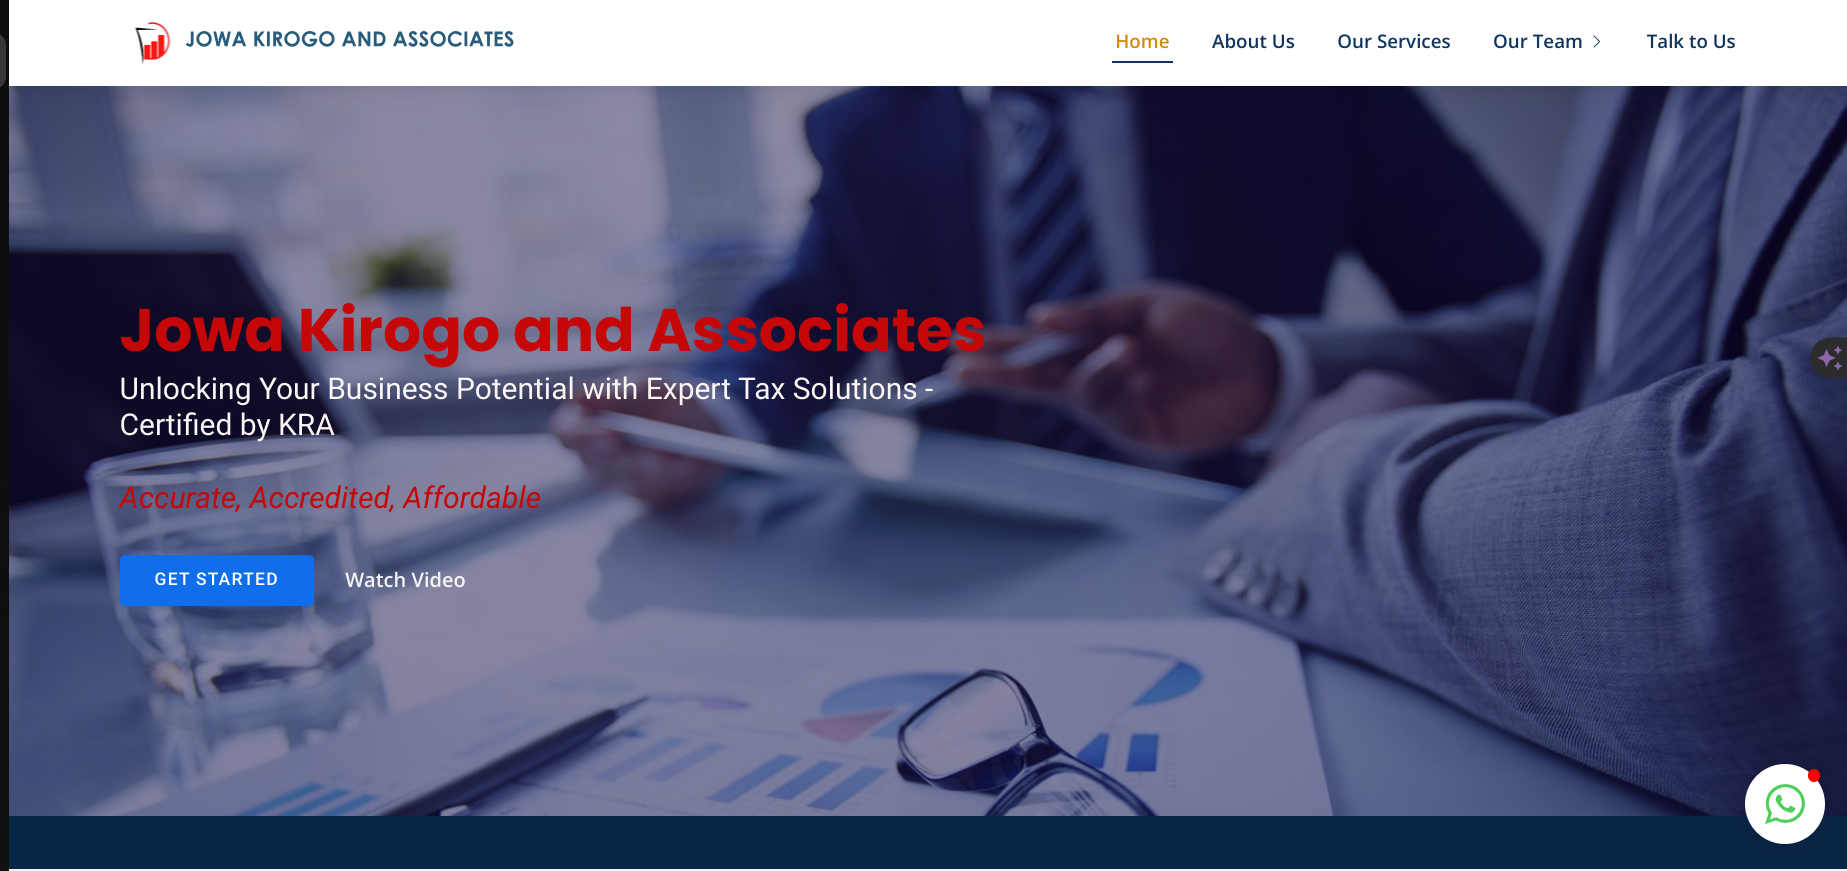 JOWA KIROGO AND ASSOCIATES
Home About Us Our Services Our Team Talk to Us
Jowa Kirogo and Associates
Unlocking Your Business Potential with Expert Tax Solutions -
Certified by KRA
Accurate, Accredited, Affordable
GET STARTED Watch Video